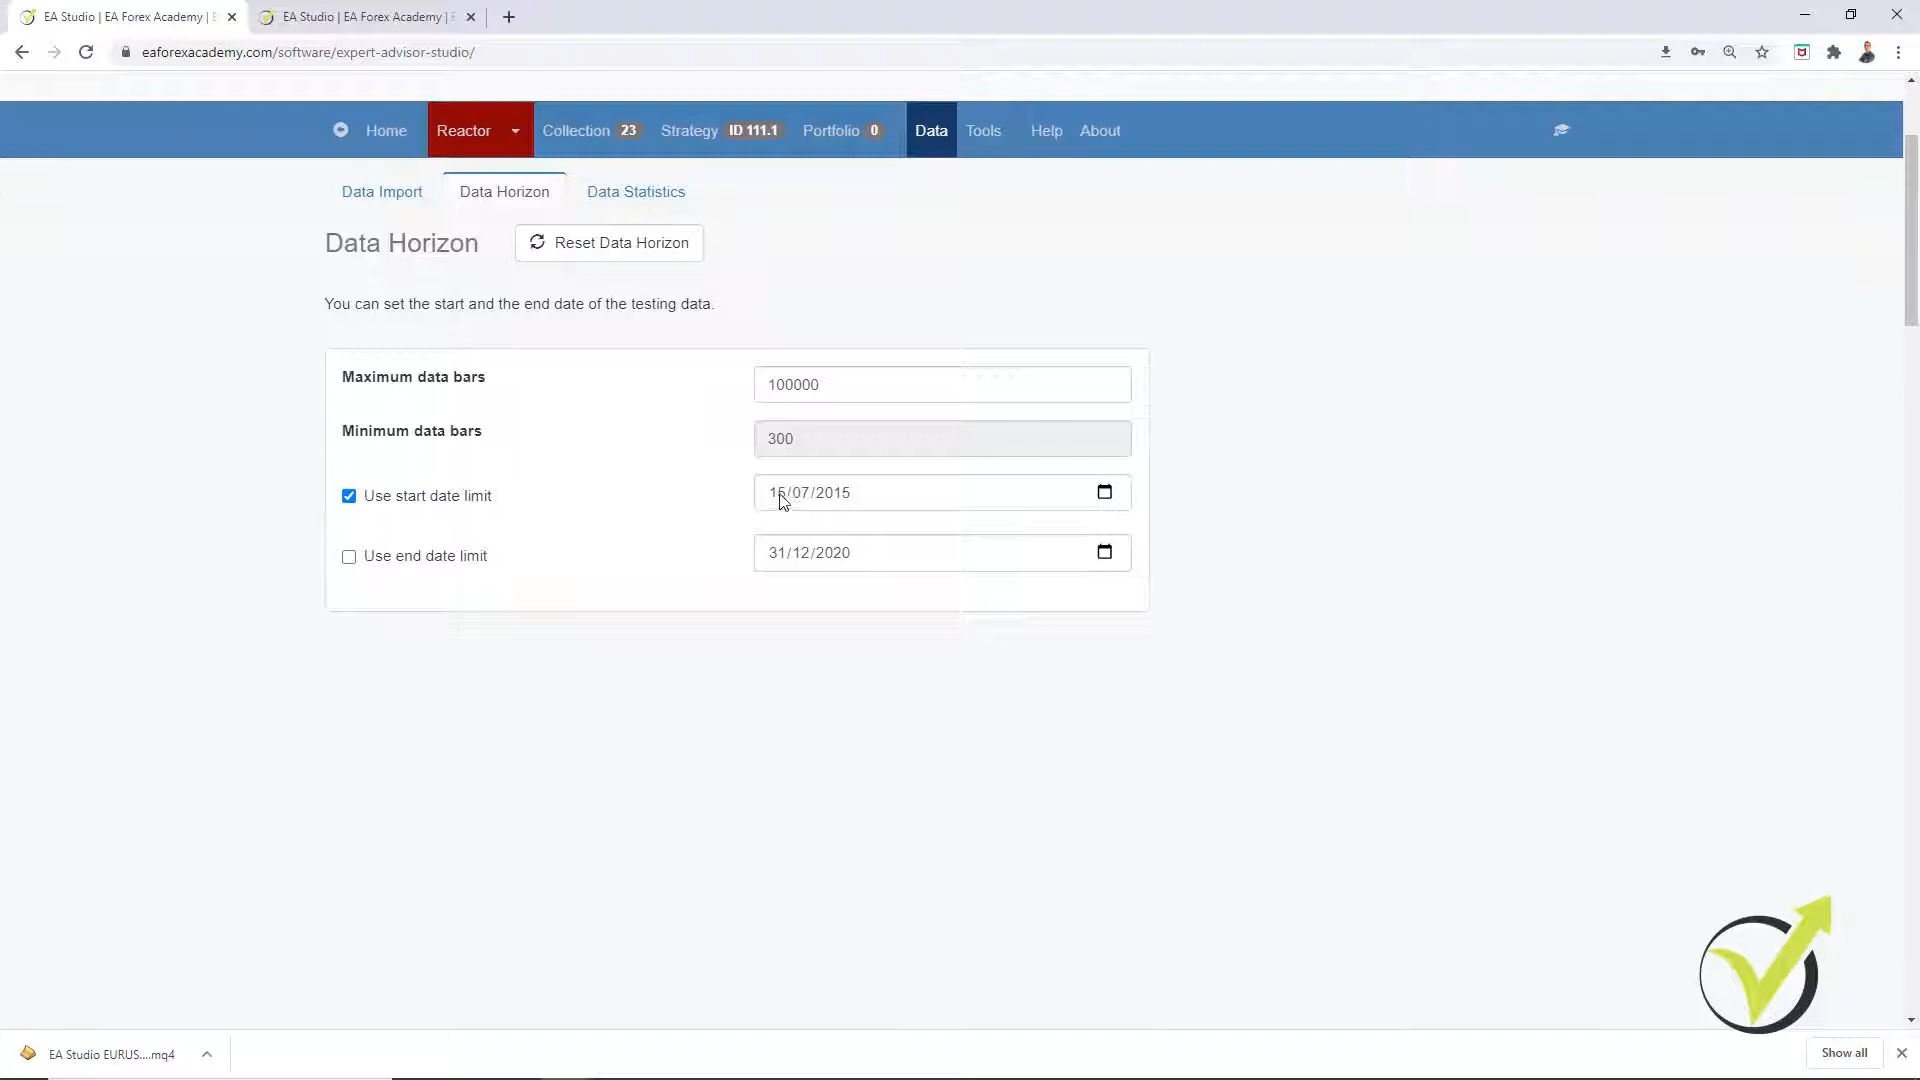 EA Studio | EA Forex Academy | E
EA Studio | EA Forex Academy | E
eaforexacademy.com/software/expert-advisor-studio/
Home
Reactor
Collection 23
Strategy ID 111.1
Portfolio 0
Data
Tools
Help
About
Data Import
Data Horizon
Data Statistics
Data Horizon
Reset Data Horizon
You can set the start and the end date of the testing data.
Maximum data bars
100000
Minimum data bars
300
Use start date limit
15/07/2015
Use end date limit
31/12/2020
EA Studio EURUS....mq4
Show all